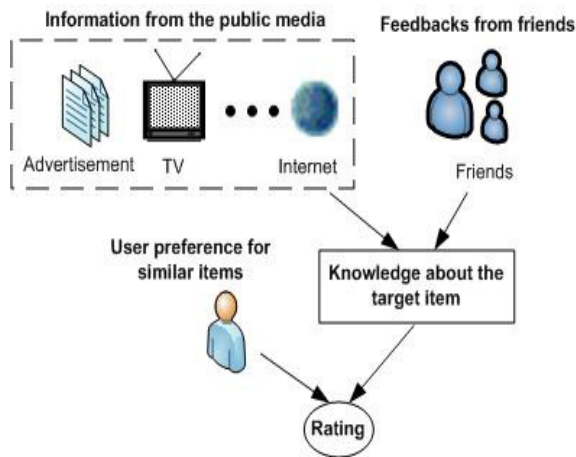 Information from the public media
Feedbacks from friends
Advertisement
TV
Internet
Friends
User preference for
similar items
Knowledge about the
target item
Rating